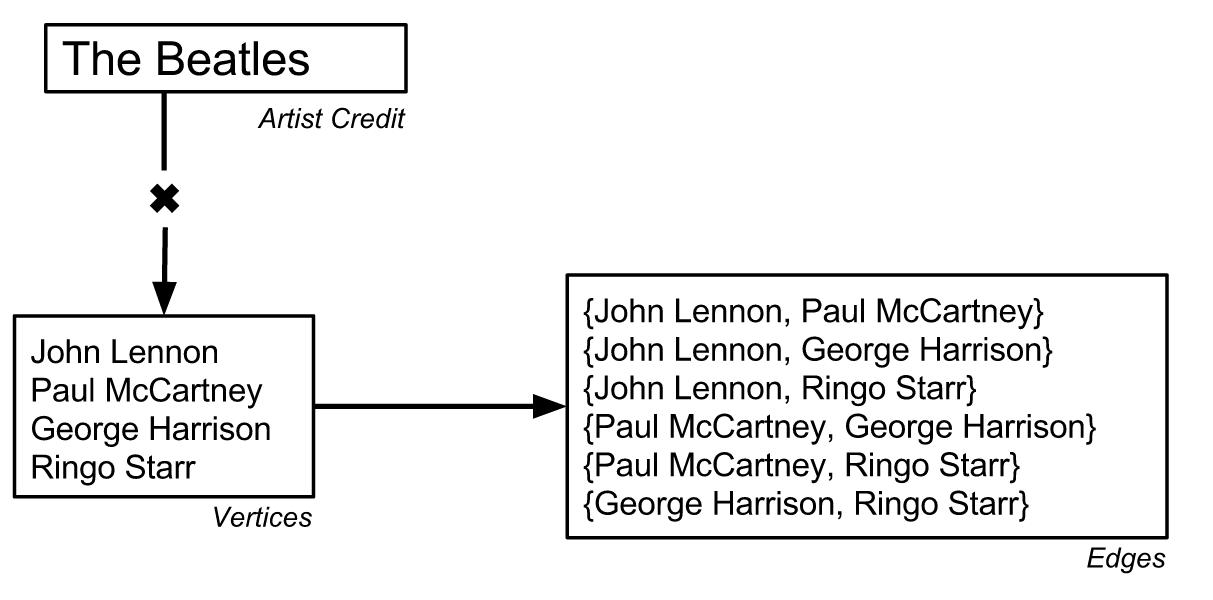 The Beatles
Artist Credit
John Lennon
Paul McCartney
George Harrison
Ringo Starr
Vertices
{John Lennon, Paul McCartney}
{John Lennon, George Harrison}
{John Lennon, Ringo Starr}
{Paul McCartney, George Harrison}
{Paul McCartney, Ringo Starr}
{George Harrison, Ringo Starr}
Edges